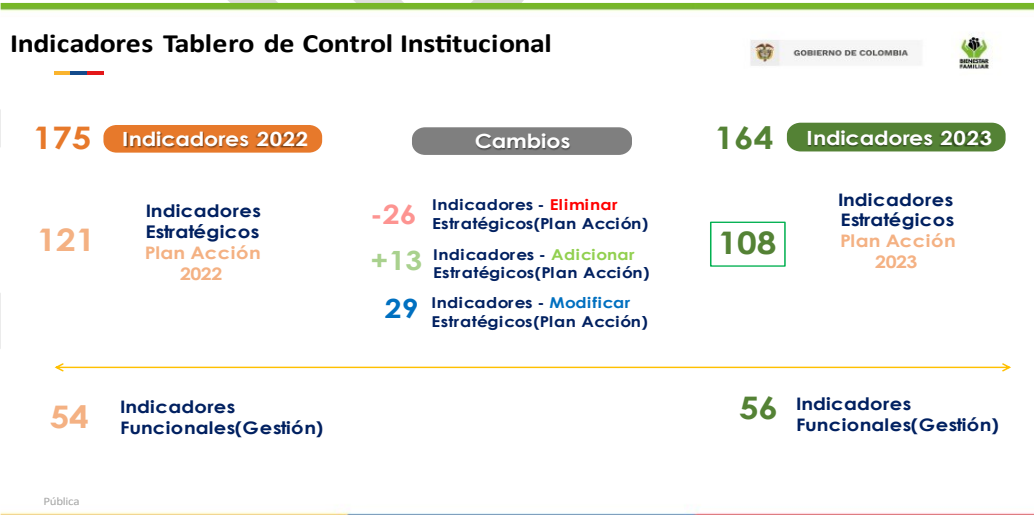 Indicadores Tablero de Control Institucional
GOBIERNO DE COLOMBIA
BIENESTAR
FAMILIAR
175 Indicadores 2022
Cambios
164 Indicadores 2023
121
Indicadores
Estratégicos
Plan Acción
2022
-26
Indicadores - Eliminar
Estratégicos(Plan Acción)
+13
Indicadores - Adicionar
Estratégicos(Plan Acción)
29
Indicadores - Modificar
Estratégicos(Plan Acción)
108
Indicadores
Estratégicos
Plan Acción
2023
54
Indicadores
Funcionales(Gestión)
56
Indicadores
Funcionales(Gestión)
Pública